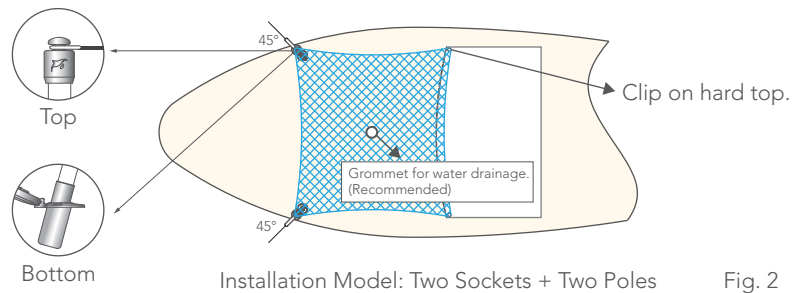 45°
Top
Clip on hard top.
Grommet for water drainage.
(Recommended)
45°
Bottom
Installation Model: Two Sockets + Two Poles
Fig. 2